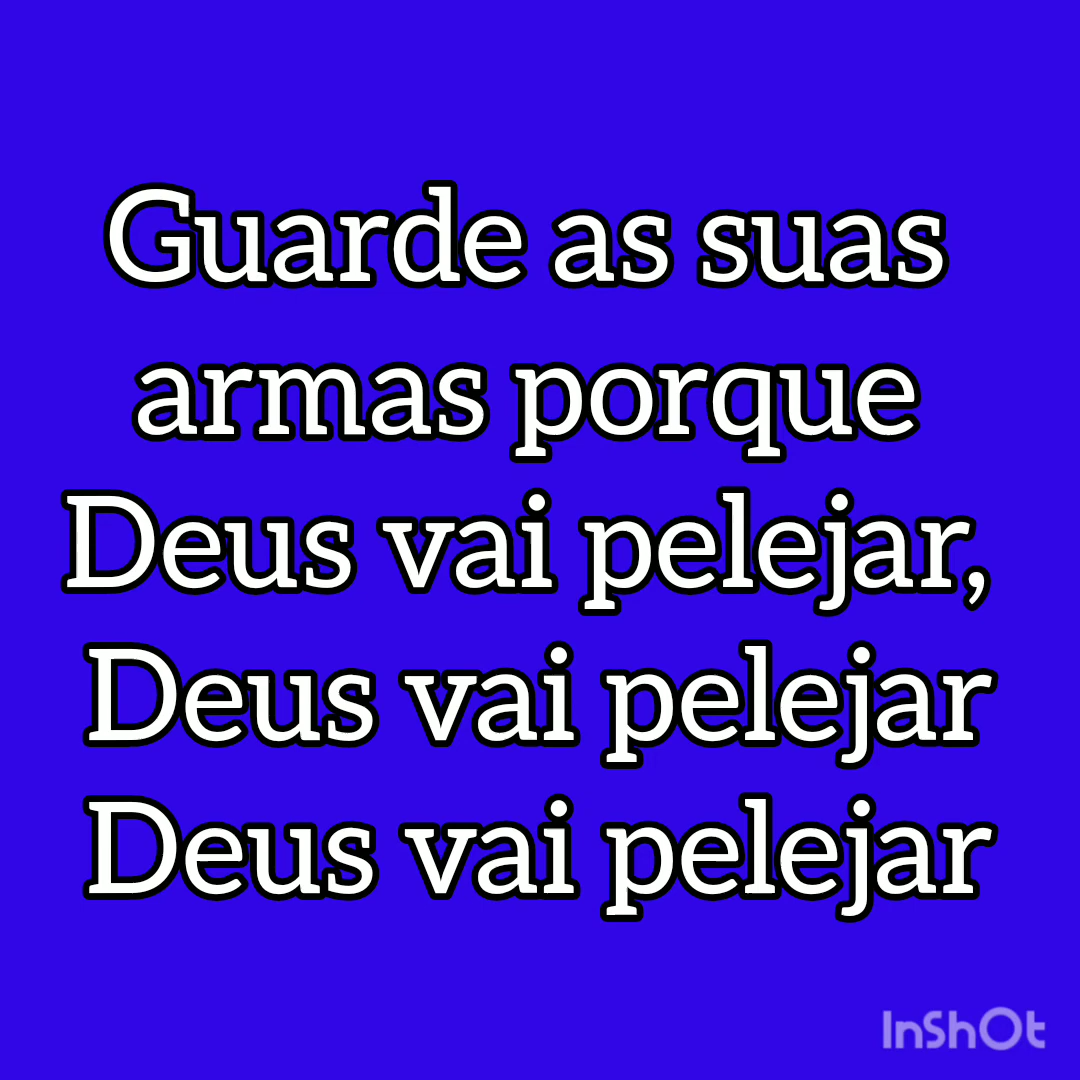 Guarde as suas
armas porque
Deus vai pelejar,
Deus vai pelejar
Deus vai pelejar
InShOt